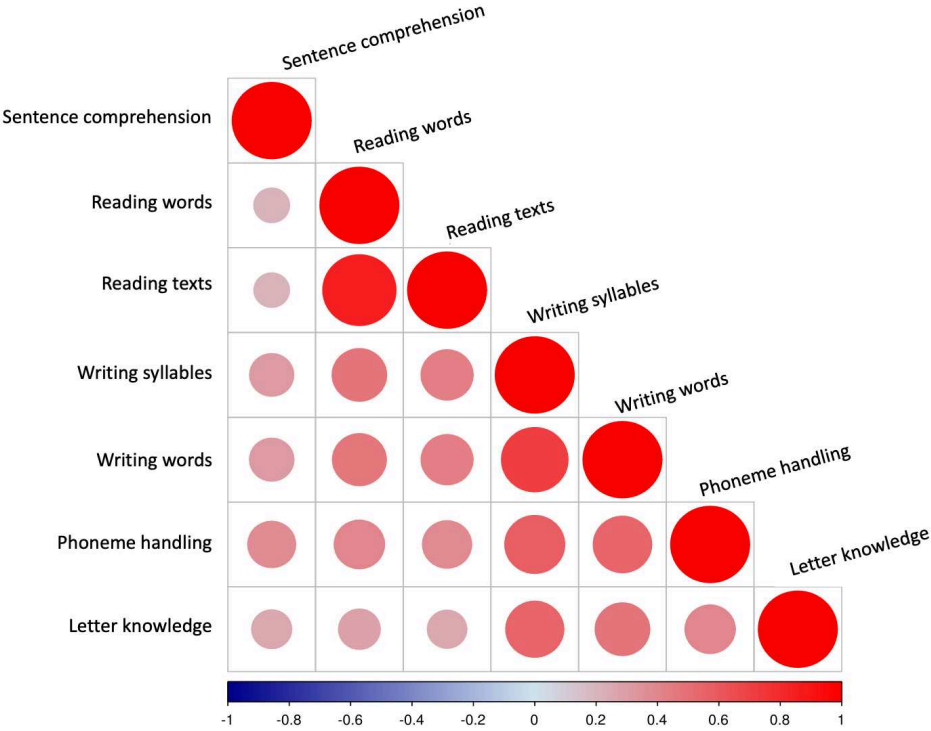 Sentence comprehension
Sentence comprehension
Reading words
Reading words
Reading texts
Reading texts
Writing syllables
Writing syllables
Writing words
Writing words
Phoneme handling
Phoneme handling
Letter knowledge
Letter knowledge
-1 -0.8 -0.6 -0.4 -0.2 0 0.2 0.4 0.6 0.8 1